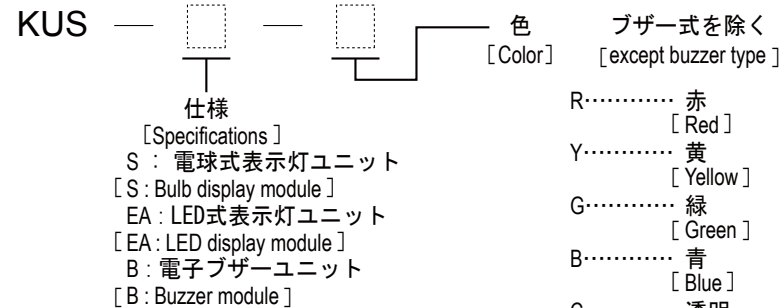 KUS — —
色
[Color]
ブザー式を除く
[except buzzer type]
仕様
[Specifications]
S : 電球式表示灯ユニット
[S : Bulb display module]
EA : LED式表示灯ユニット
[EA : LED display module]
B : 電子ブザーユニット
[B : Buzzer module]
R············ 赤
[Red]
Y············ 黄
[Yellow]
G············ 緑
[Green]
B············ 青
[Blue]